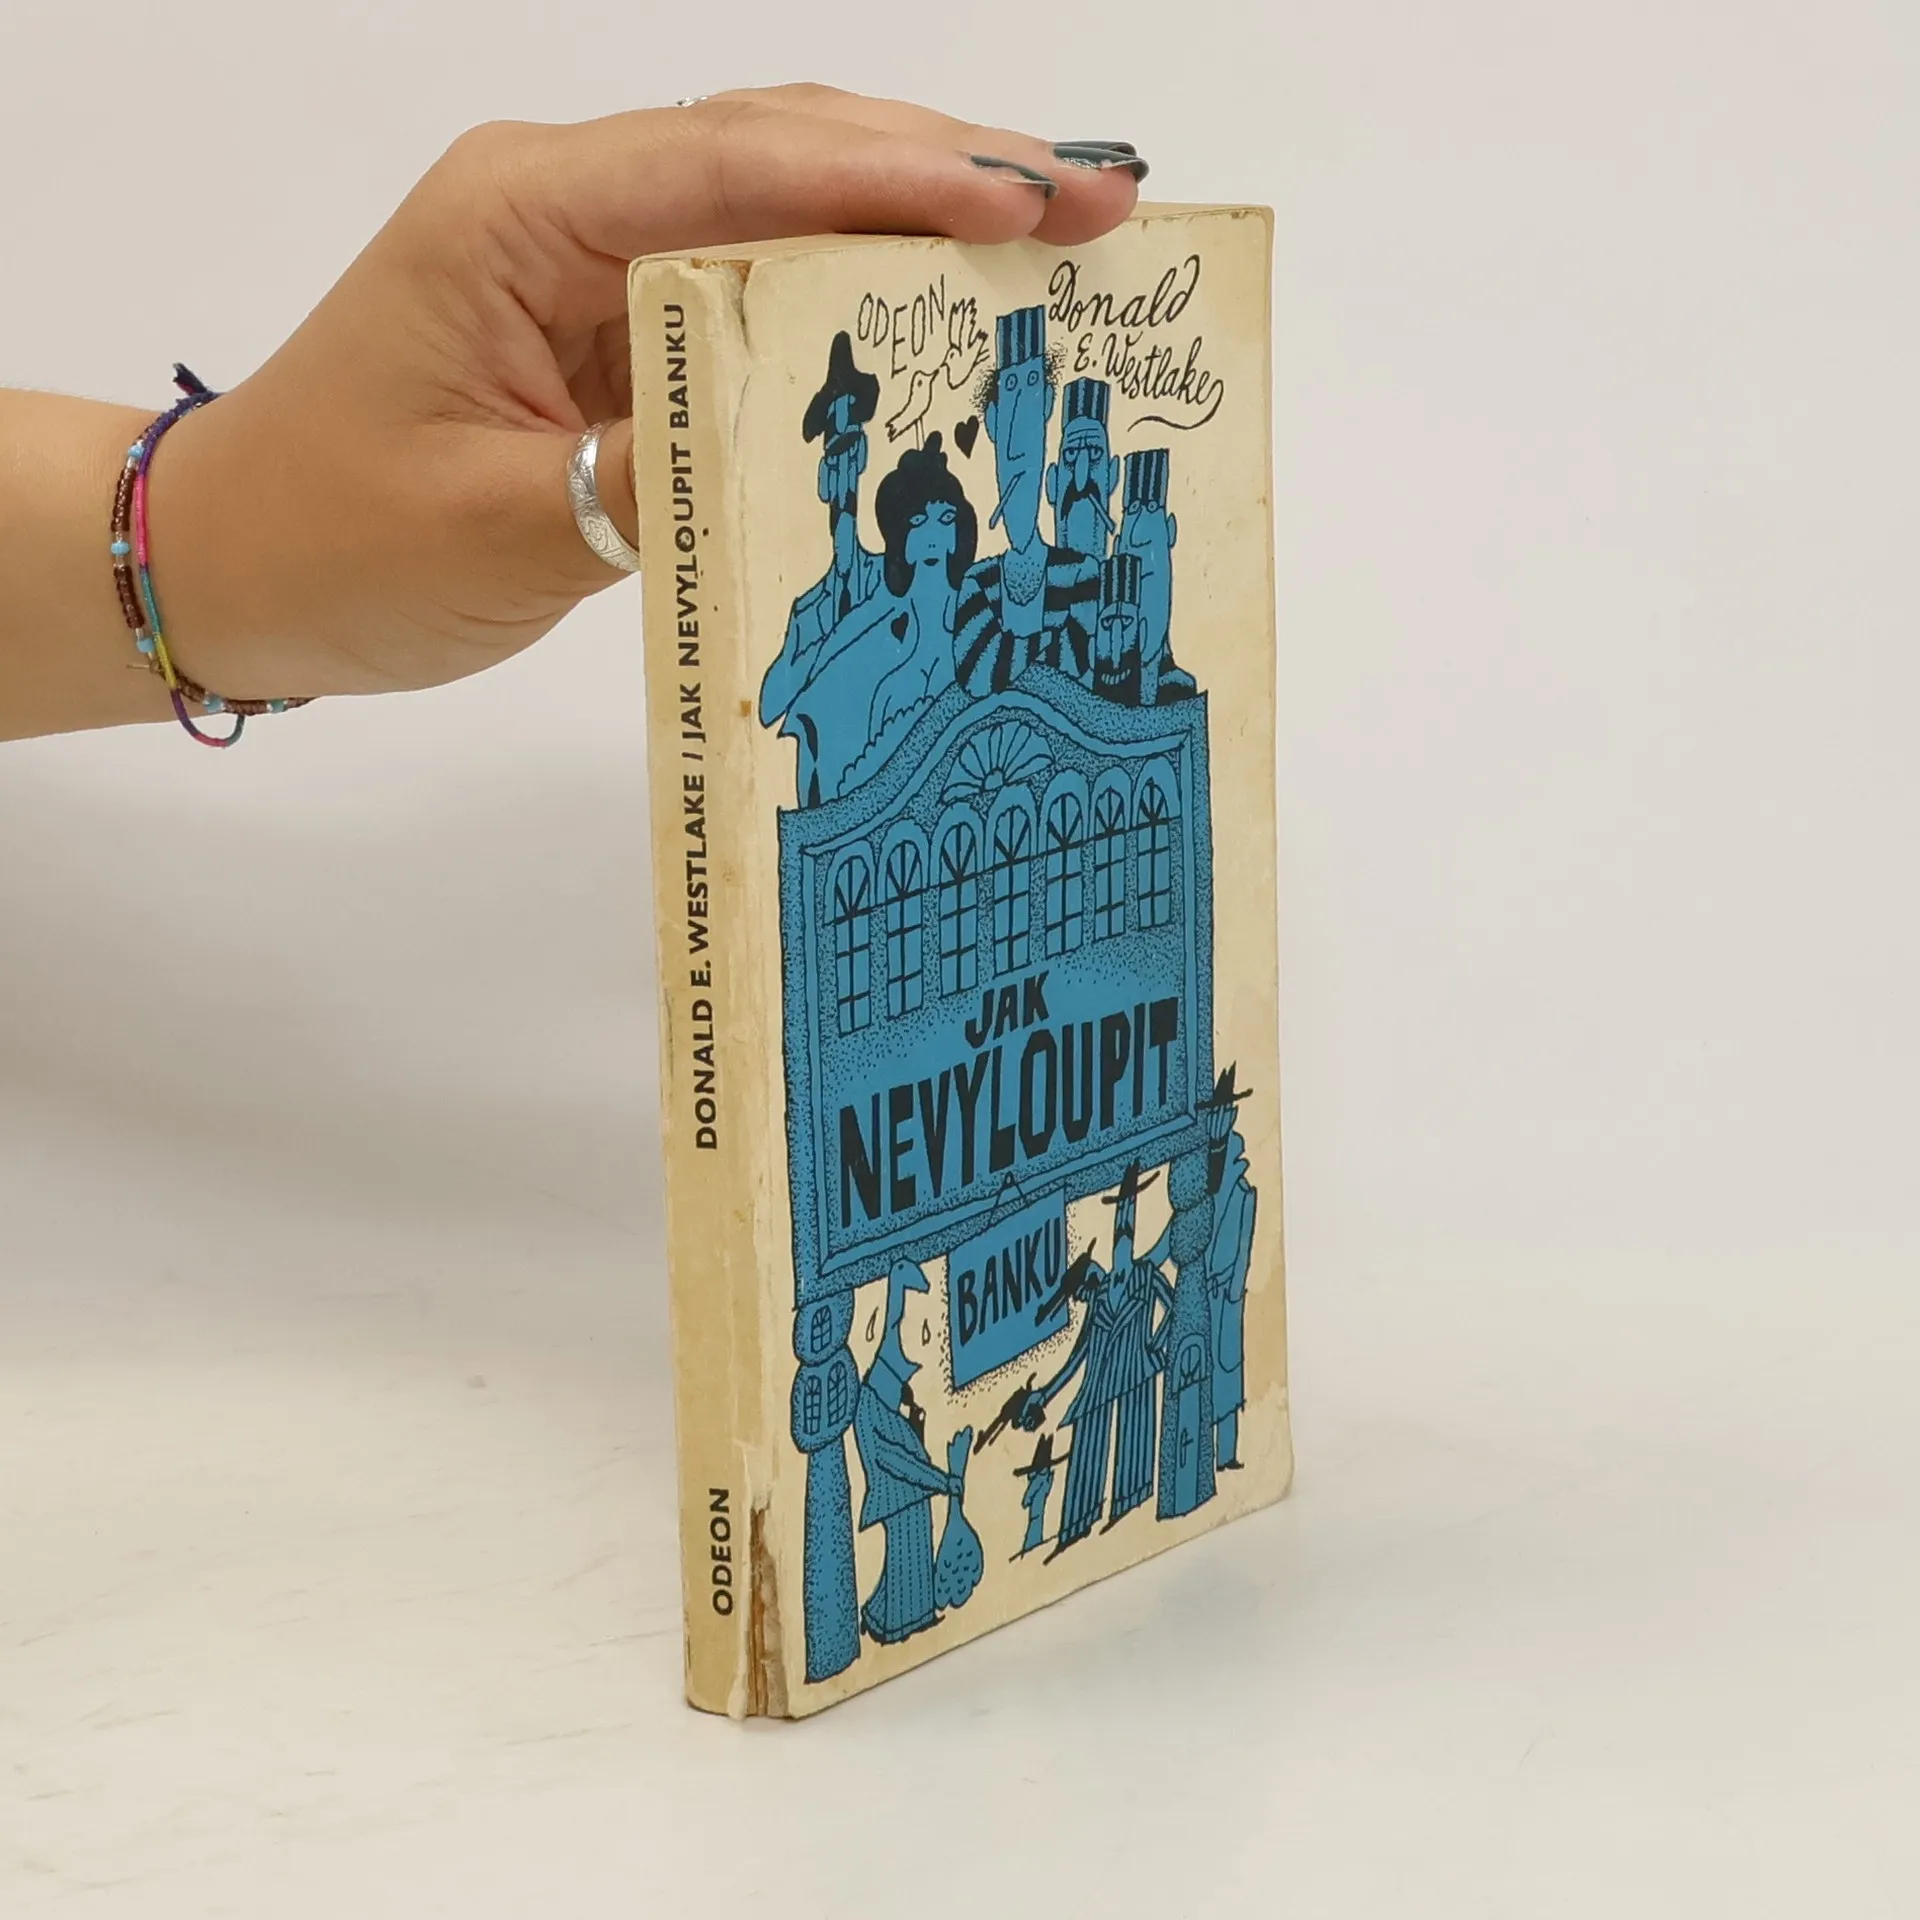 DONALD E. WESTLAKE / JAK NEVYLOUPIT BANKU
ODEON
ODEON
Donald
E. Westlake
JAK
NEVYLOUPIT
BANKU